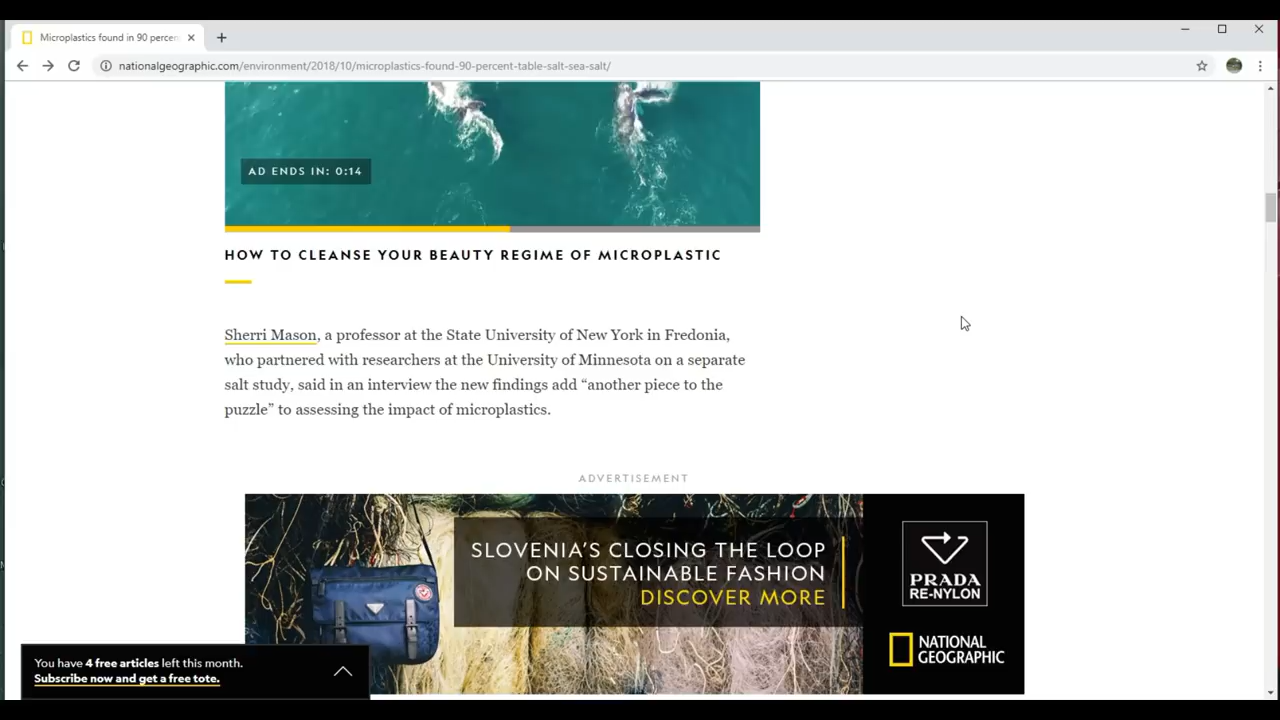 Microplastics found in 90 percen
nationalgeographic.com/environment/2018/10/microplastics-found-90-percent-table-salt-sea-salt/
AD ENDS IN: 0:14
HOW TO CLEANSE YOUR BEAUTY REGIME OF MICROPLASTIC
Sherri Mason, a professor at the State University of New York in Fredonia,
who partnered with researchers at the University of Minnesota on a separate
salt study, said in an interview the new findings add “another piece to the
puzzle” to assessing the impact of microplastics.
ADVERTISEMENT
SLOVENIA’S CLOSING THE LOOP
ON SUSTAINABLE FASHION
DISCOVER MORE
PRADA
RE-NYLON
NATIONAL
GEOGRAPHIC
You have 4 free articles left this month.
Subscribe now and get a free tote.